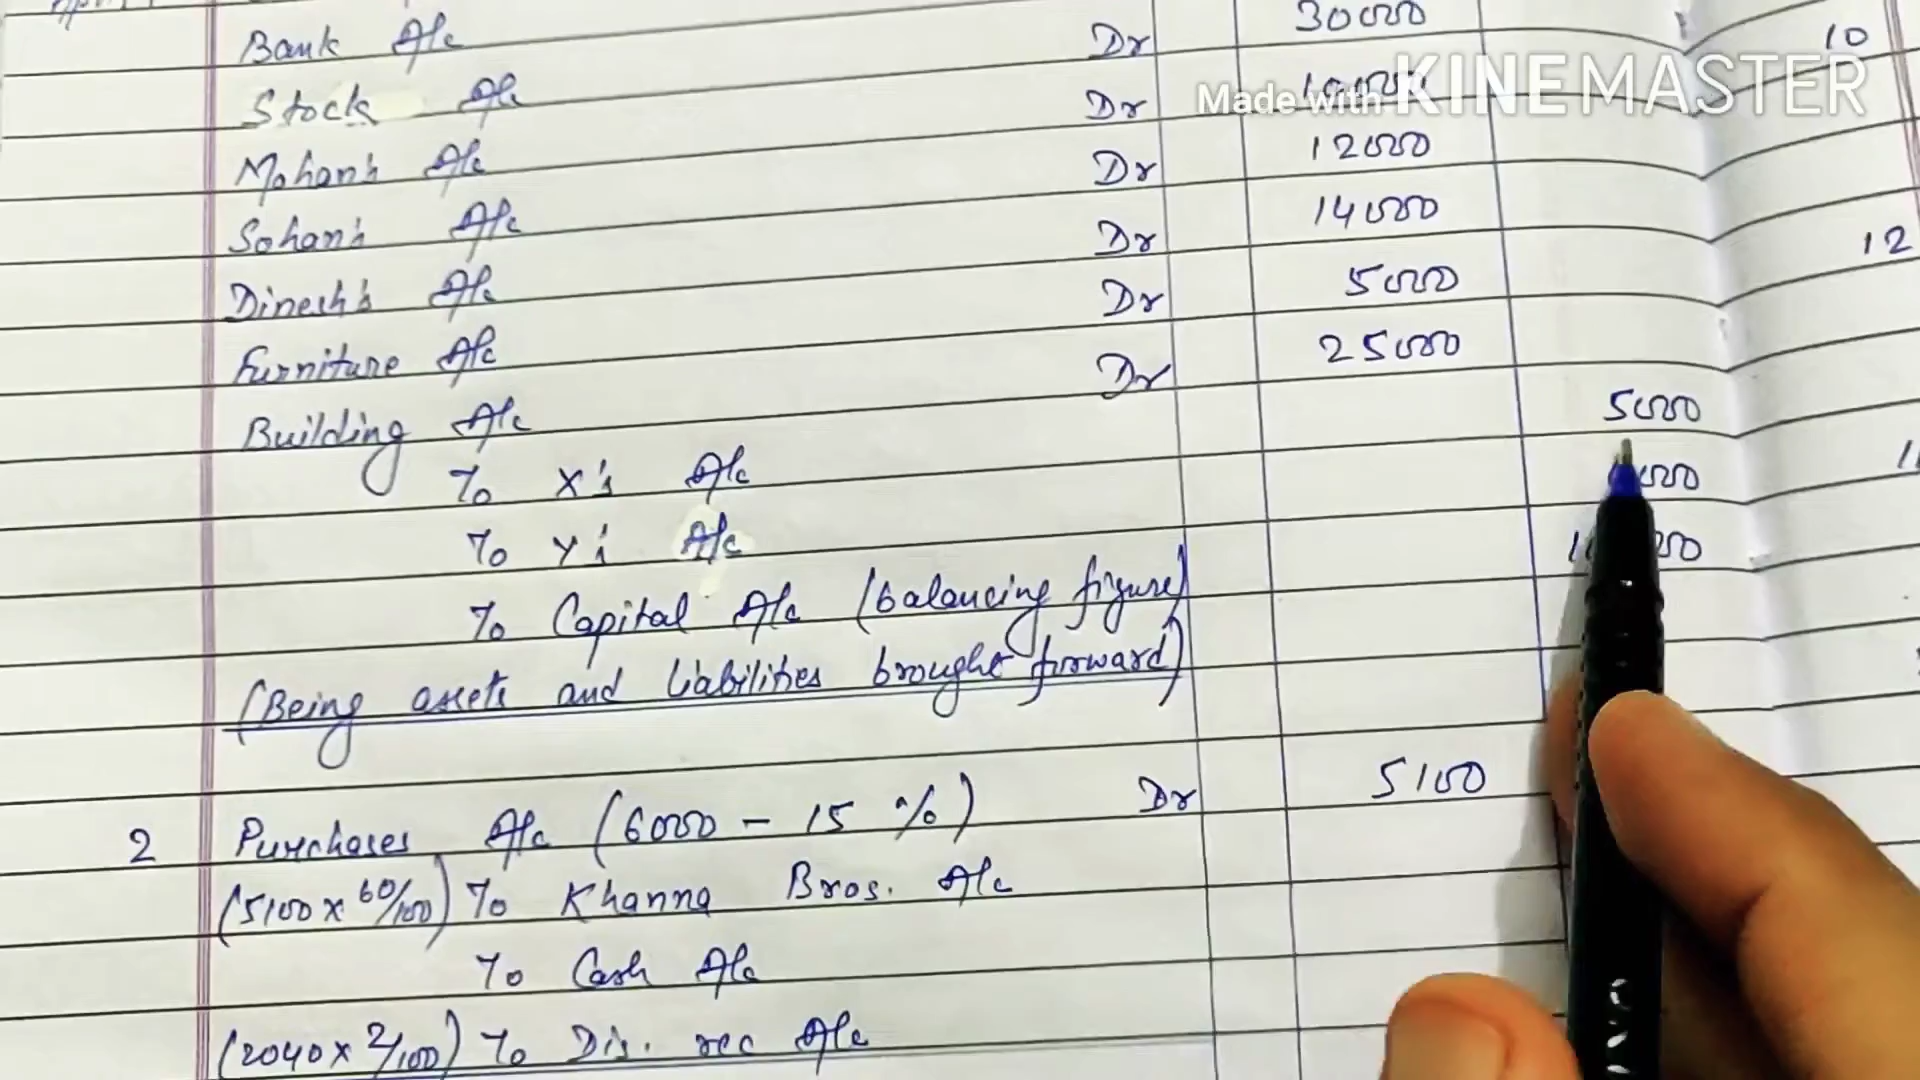 Bank A/c Dr 30000
Stock A/c Dr 10000
Mohan's A/c Dr 12000
Sohan's A/c Dr 14000
Dinesh's A/c Dr 5000
Furniture A/c Dr 25000
Building A/c
To X's A/c 5000
To Y's A/c
To Capital A/c (balancing figure)
(Being assets and liabilities brought forward)
2 Purchases A/c (6000 - 15 %) Dr 5100
(5100 x 60/100) To Khanna Bros. A/c
To Cash A/c
(2040 x 2/100) To Dis. rec A/c
10
12
Made with KINEMASTER